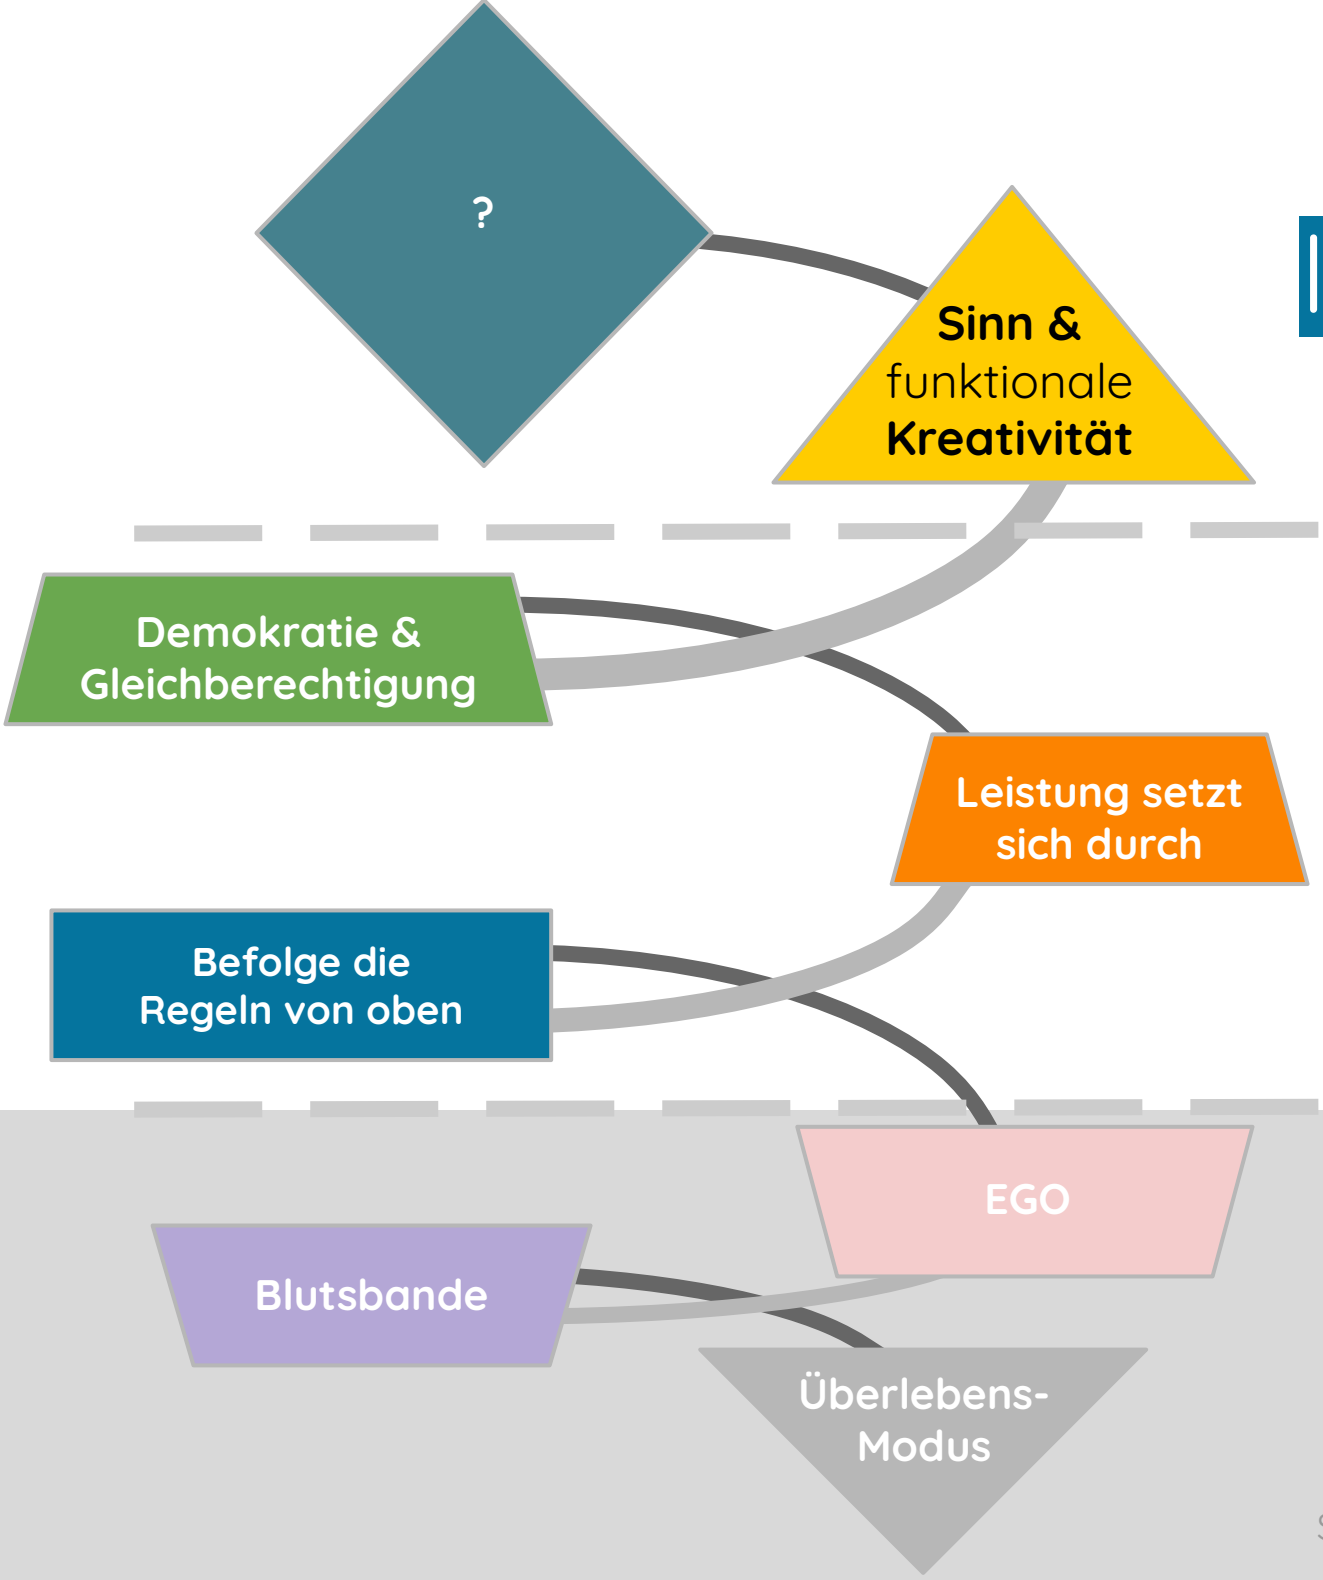 ?
Sinn &
funktionale
Kreativität
Demokratie &
Gleichberechtigung
Leistung setzt
sich durch
Befolge die
Regeln von oben
EGO
Blutsbande
Überlebens-
Modus